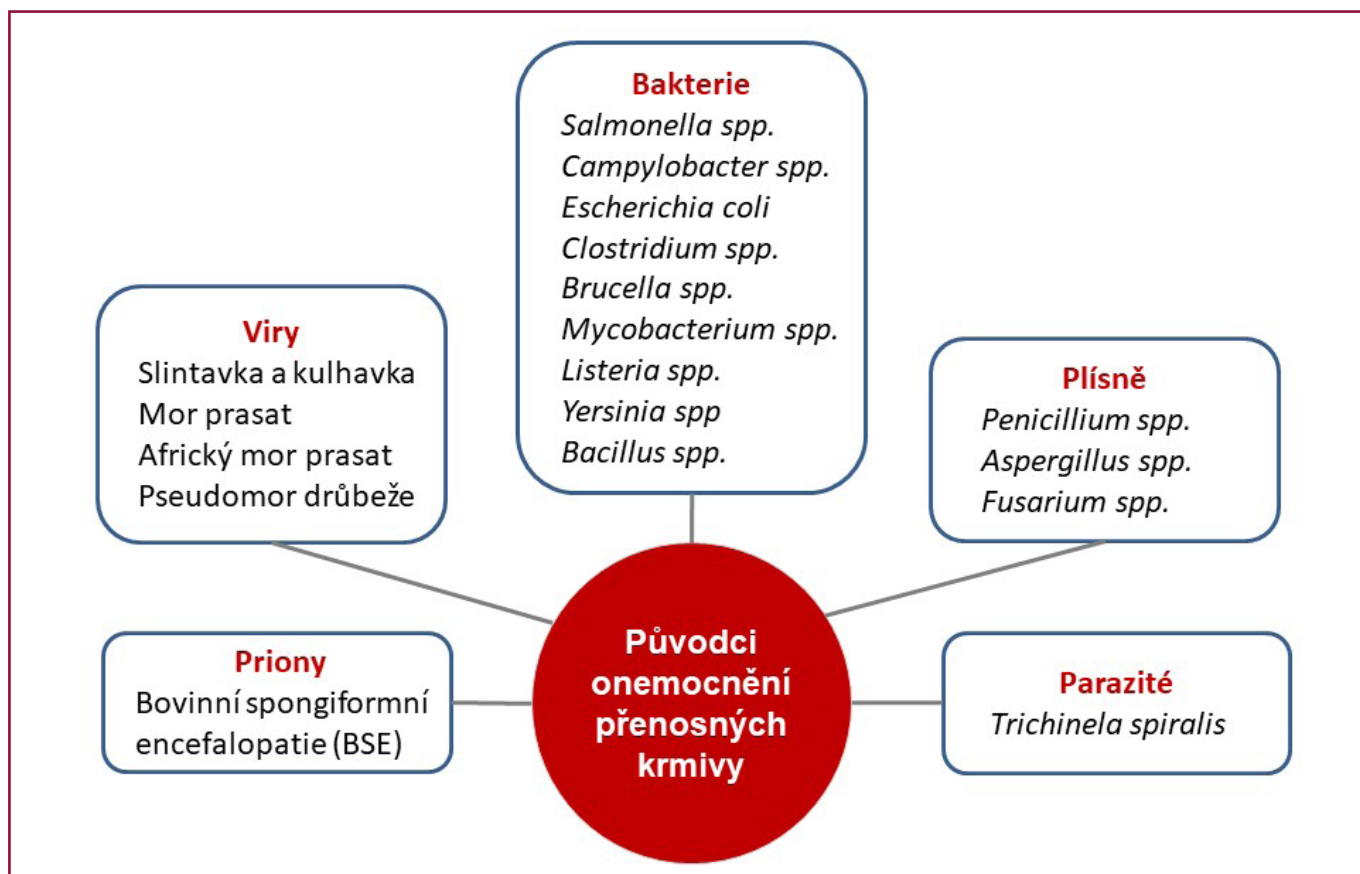 Bakterie
Salmonella spp.
Campylobacter spp.
Escherichia coli
Clostridium spp.
Brucella spp.
Mycobacterium spp.
Listeria spp.
Yersinia spp
Bacillus spp.
Viry
Slintavka a kulhavka
Mor prasat
Africký mor prasat
Pseudomor drůbeže
Plísně
Penicillium spp.
Aspergillus spp.
Fusarium spp.
Priony
Bovinní spongiformní
encefalopatie (BSE)
Původci
onemocnění
přenosných
krmivy
Parazité
Trichinela spiralis